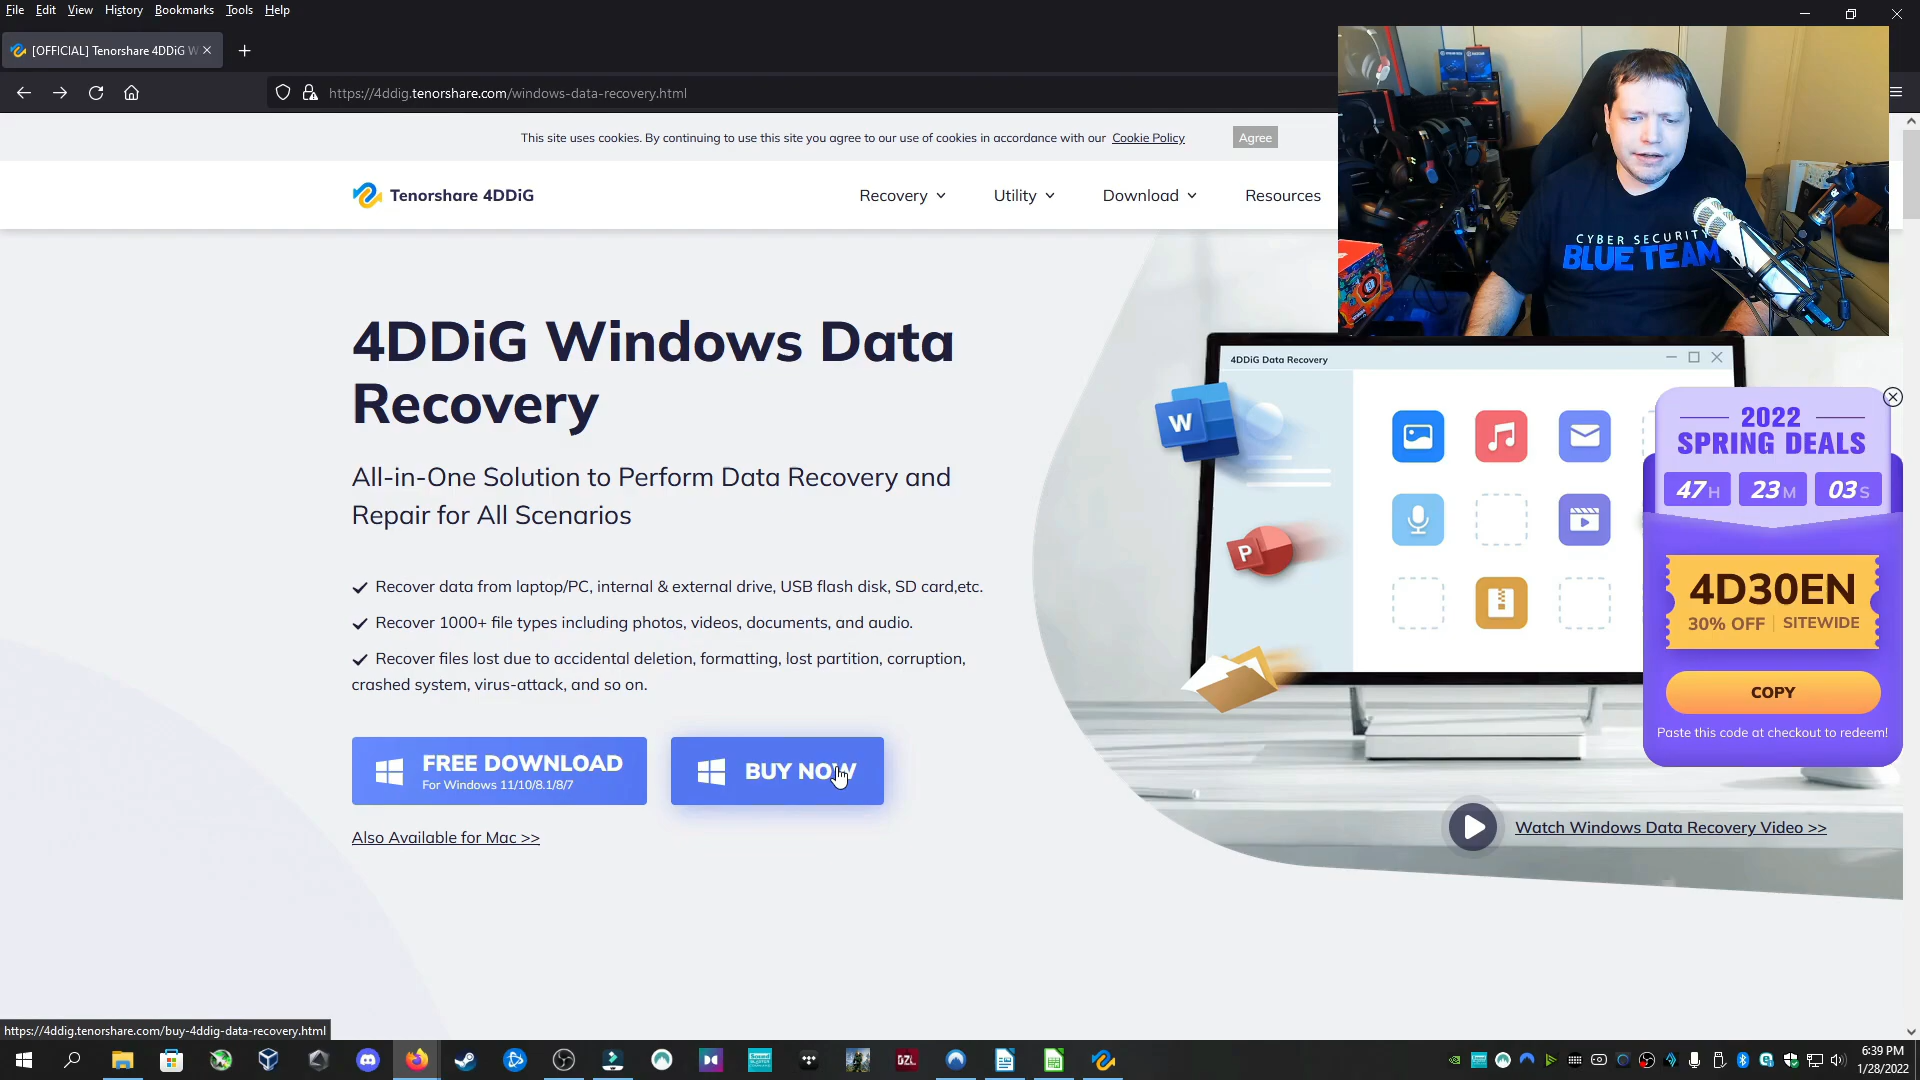 File Edit View History Bookmarks Tools Help
[OFFICIAL] Tenorshare 4DDiG W
https://4ddig.tenorshare.com/windows-data-recovery.html
This site uses cookies. By continuing to use this site you agree to our use of cookies in accordance with our Cookie Policy
Agree
Tenorshare 4DDiG
Recovery
Utility
Download
Resources
CYBER SECURITY
BLUE TEAM
4DDiG Windows Data
Recovery
All-in-One Solution to Perform Data Recovery and
Repair for All Scenarios
Recover data from laptop/PC, internal & external drive, USB flash disk, SD card,etc.
Recover 1000+ file types including photos, videos, documents, and audio.
Recover files lost due to accidental deletion, formatting, lost partition, corruption,
crashed system, virus-attack, and so on.
FREE DOWNLOAD
For Windows 11/10/8.1/8/7
BUY NOW
Also Available for Mac >>
4DDiG Data Recovery
W
P
2022
SPRING DEALS
47 H 23 M 03 S
4D30EN
30% OFF | SITEWIDE
COPY
Paste this code at checkout to redeem!
Watch Windows Data Recovery Video >>
https://4ddig.tenorshare.com/buy-4ddig-data-recovery.html
DZL
6:39 PM
1/28/2022